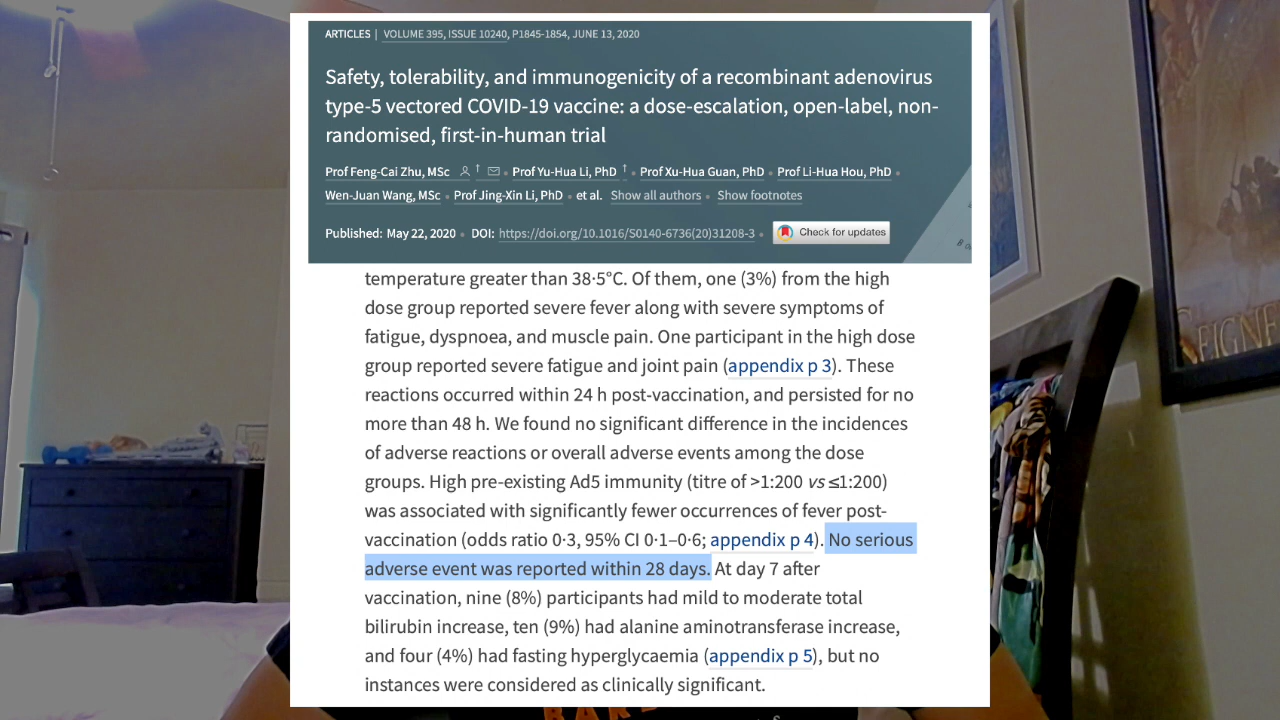 ARTICLES | VOLUME 395, ISSUE 10240, P1845-1854, JUNE 13, 2020
Safety, tolerability, and immunogenicity of a recombinant adenovirus
type-5 vectored COVID-19 vaccine: a dose-escalation, open-label, non-
randomised, first-in-human trial
Prof Feng-Cai Zhu, MSc † • Prof Yu-Hua Li, PhD † • Prof Xu-Hua Guan, PhD • Prof Li-Hua Hou, PhD •
Wen-Juan Wang, MSc • Prof Jing-Xin Li, PhD • et al. Show all authors • Show footnotes
Published: May 22, 2020 • DOI: https://doi.org/10.1016/S0140-6736(20)31208-3 • Check for updates
temperature greater than 38·5°C. Of them, one (3%) from the high
dose group reported severe fever along with severe symptoms of
fatigue, dyspnoea, and muscle pain. One participant in the high dose
group reported severe fatigue and joint pain (appendix p 3). These
reactions occurred within 24 h post-vaccination, and persisted for no
more than 48 h. We found no significant difference in the incidences
of adverse reactions or overall adverse events among the dose
groups. High pre-existing Ad5 immunity (titre of >1:200 vs ≤1:200)
was associated with significantly fewer occurrences of fever post-
vaccination (odds ratio 0·3, 95% CI 0·1–0·6; appendix p 4). No serious
adverse event was reported within 28 days. At day 7 after
vaccination, nine (8%) participants had mild to moderate total
bilirubin increase, ten (9%) had alanine aminotransferase increase,
and four (4%) had fasting hyperglycaemia (appendix p 5), but no
instances were considered as clinically significant.